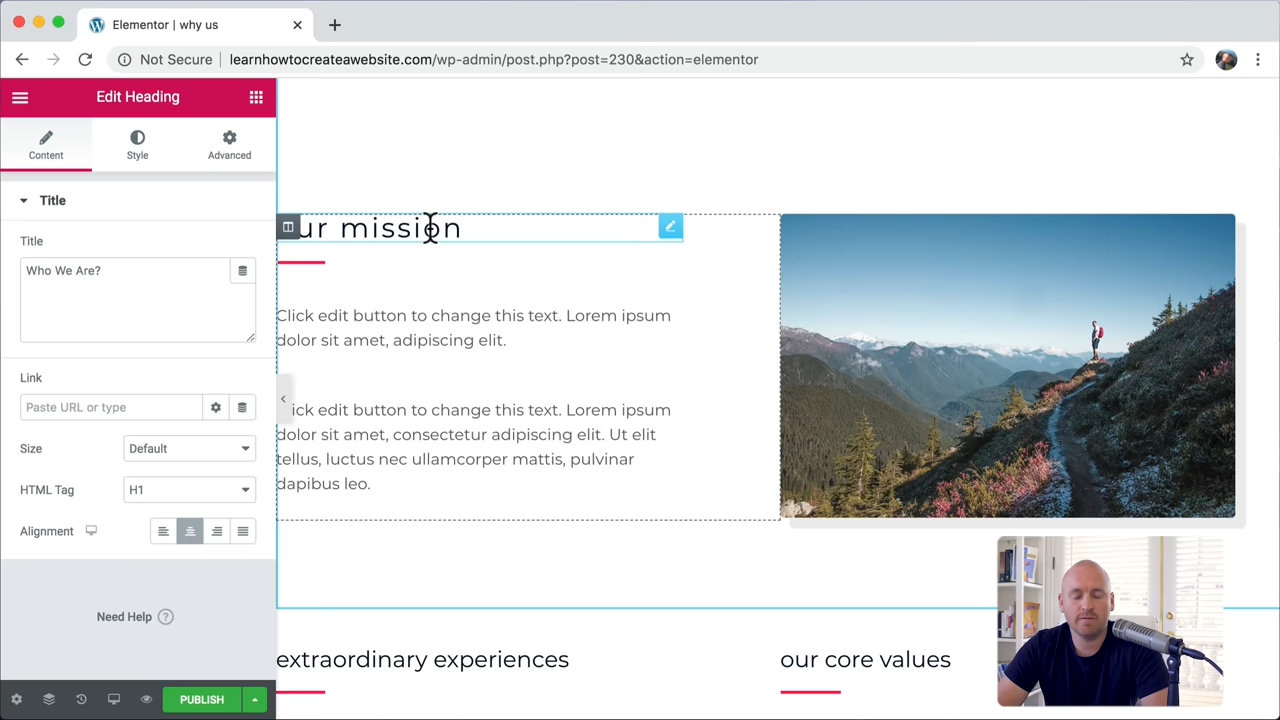 Elementor | why us
Not Secure learnhowtocreateawebsite.com/wp-admin/post.php?post=230&action=elementor
Edit Heading
Content Style Advanced
Title
Title
Who We Are?
Link
Paste URL or type
Size Default
HTML Tag H1
Alignment
Need Help ?
PUBLISH
ur mission
Click edit button to change this text. Lorem ipsum
dolor sit amet, adipiscing elit.
ick edit button to change this text. Lorem ipsum
dolor sit amet, consectetur adipiscing elit. Ut elit
tellus, luctus nec ullamcorper mattis, pulvinar
dapibus leo.
extraordinary experiences
our core values